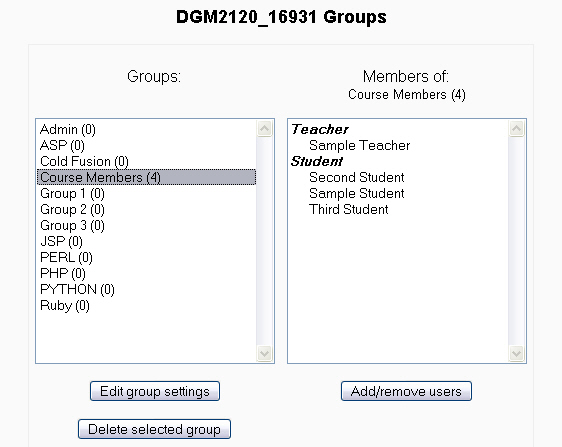 DGM2120_16931 Groups
Groups:
Admin (0)
ASP (0)
Cold Fusion (0)
Course Members (4)
Group 1 (0)
Group 2 (0)
Group 3 (0)
JSP (0)
PERL (0)
PHP (0)
PYTHON (0)
Ruby (0)
Edit group settings
Delete selected group
Members of:
Course Members (4)
Teacher
Sample Teacher
Student
Second Student
Sample Student
Third Student
Add/remove users